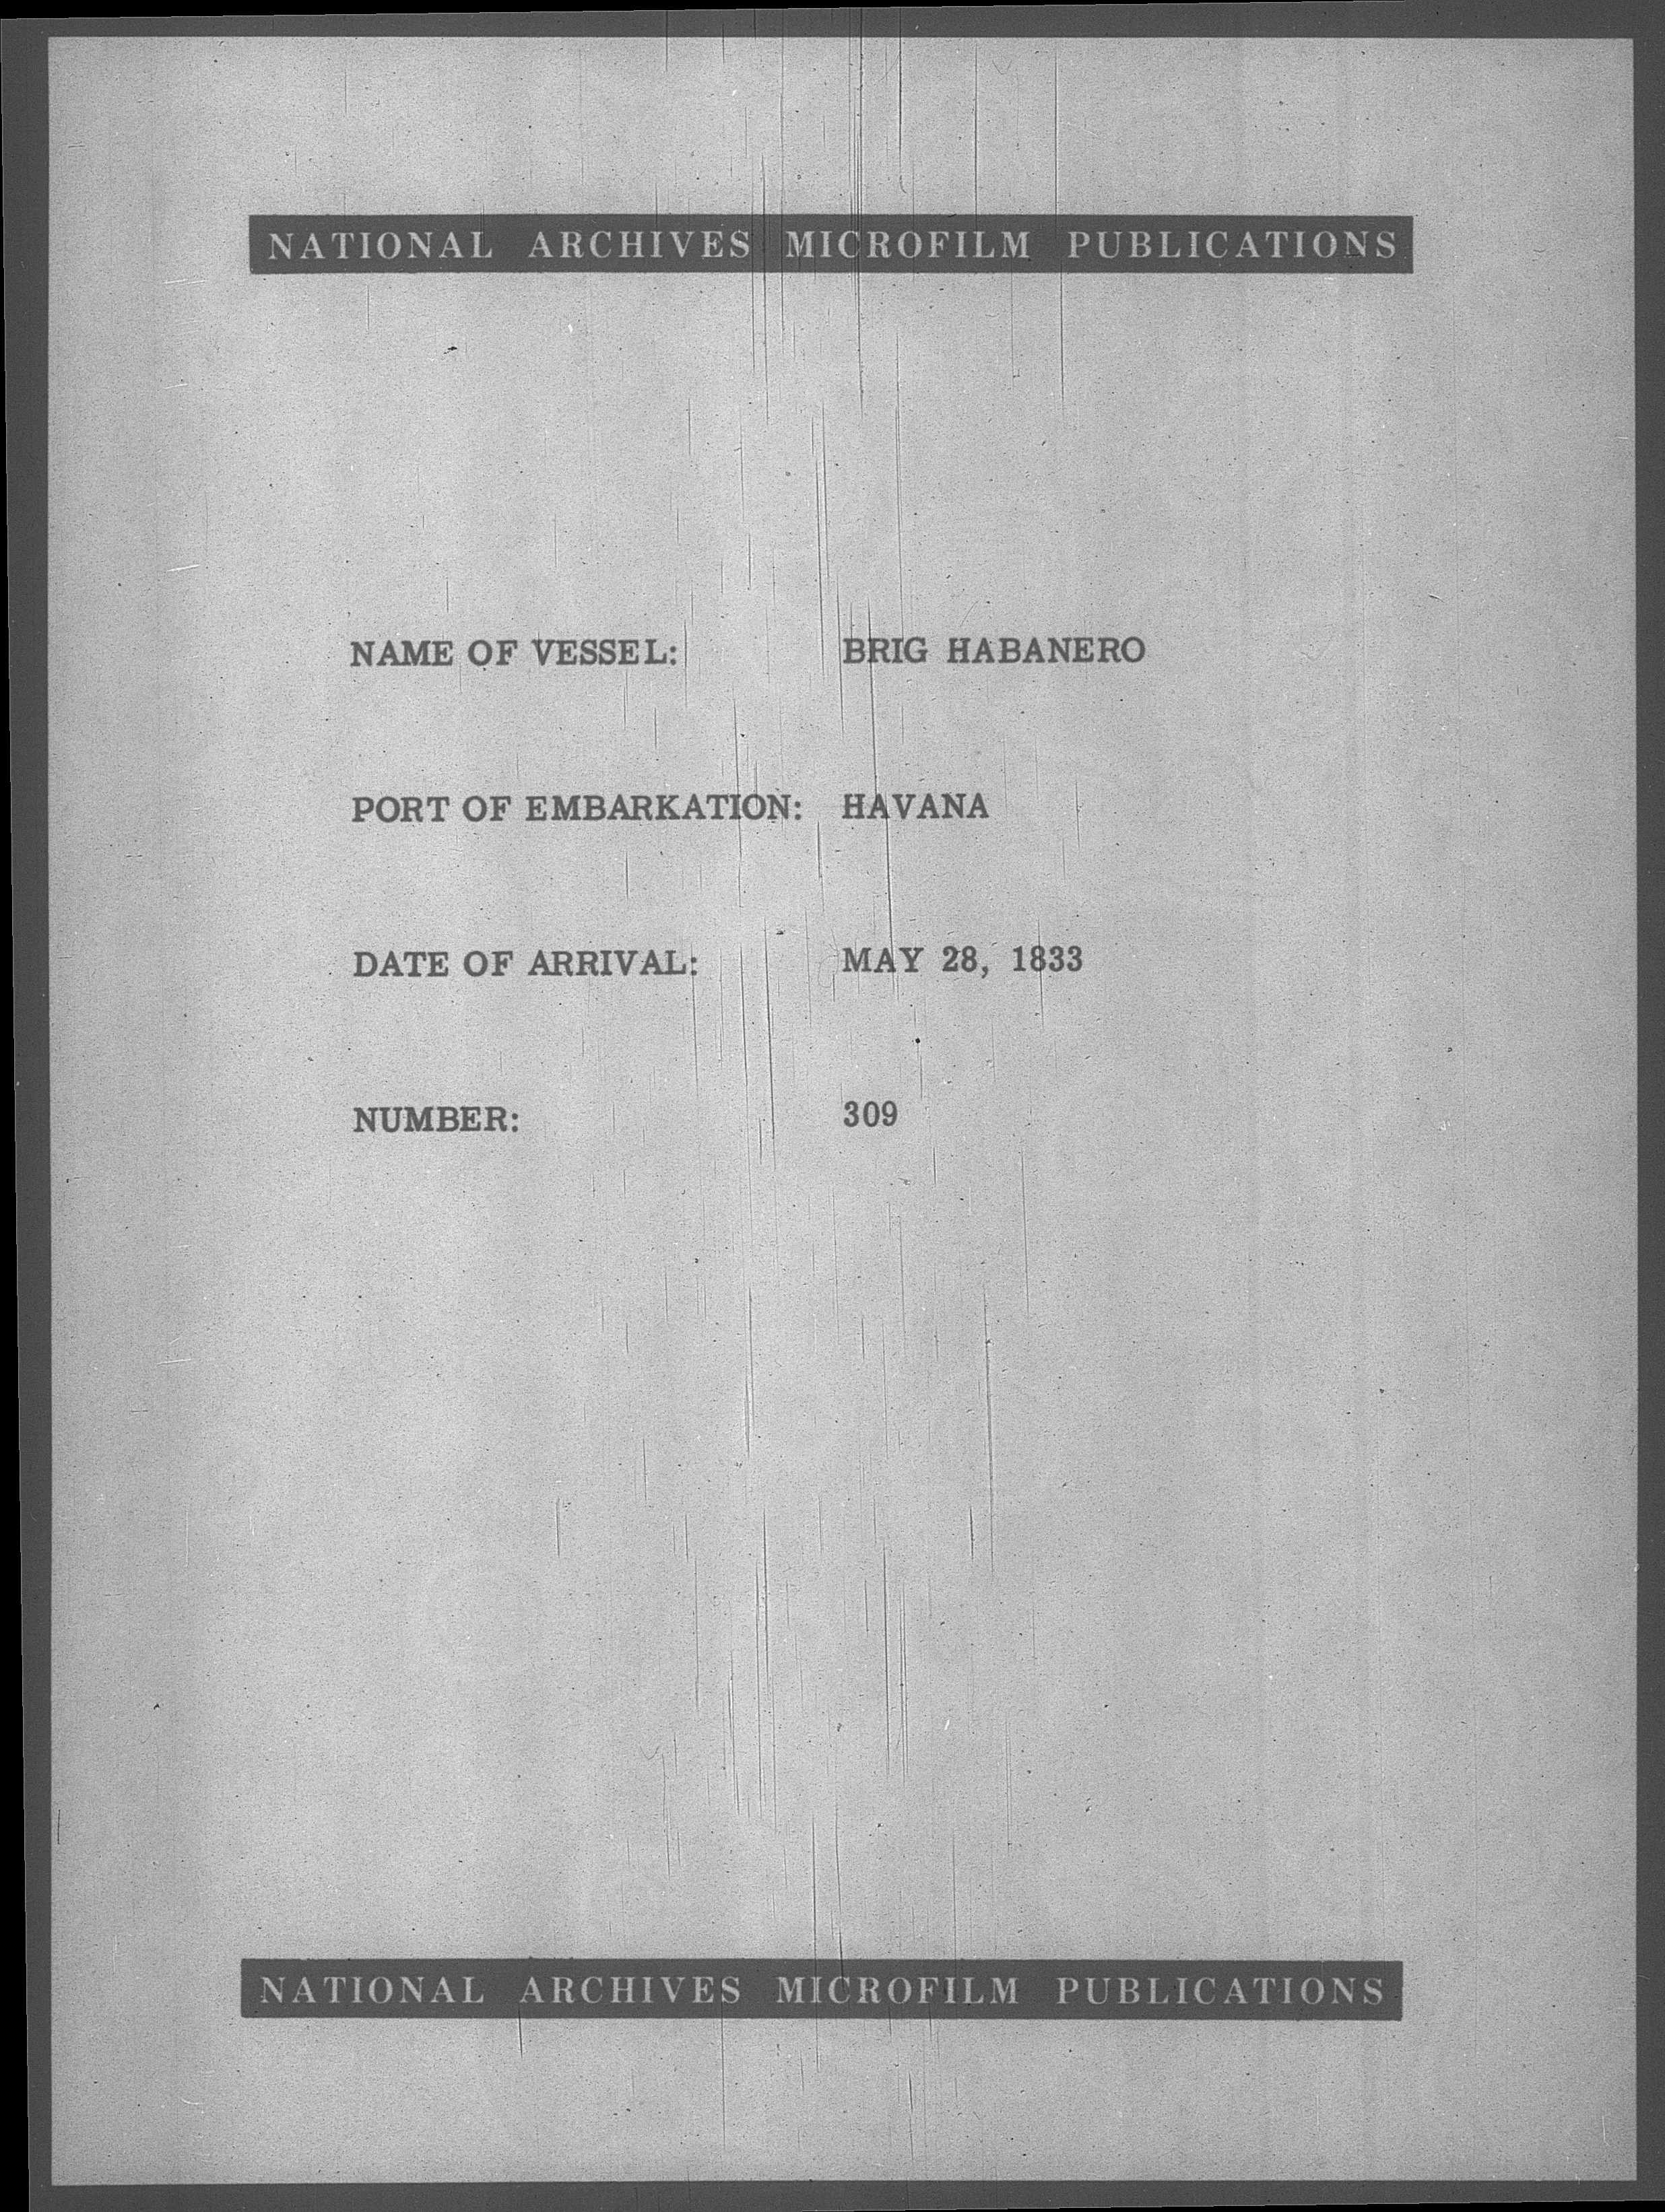 NATIONAL ARCHIVES MICROFILM PUBLICATIONS
NAME OF VESSEL: BRIG HABANERO
PORT OF EMBARKATION: HAVANA
DATE OF ARRIVAL: MAY 28, 1833
NUMBER: 309
NATIONAL ARCHIVES MICROFILM PUBLICATIONS